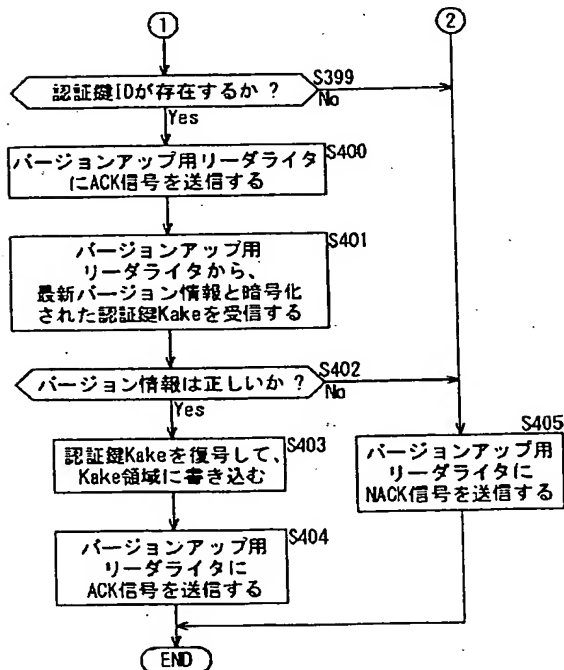 ①
②
認証鍵IDが存在するか ?
S399
No
Yes
バージョンアップ用リーダライタ
にACK信号を送信する
S400
バージョンアップ用
リーダライタから、
最新バージョン情報と暗号化
された認証鍵Kakeを受信する
S401
バージョン情報は正しいか ?
S402
No
Yes
認証鍵Kakeを復号して、
Kake領域に書き込む
S403
S405
バージョンアップ用
リーダライタに
NACK信号を送信する
バージョンアップ用
リーダライタに
ACK信号を送信する
S404
END